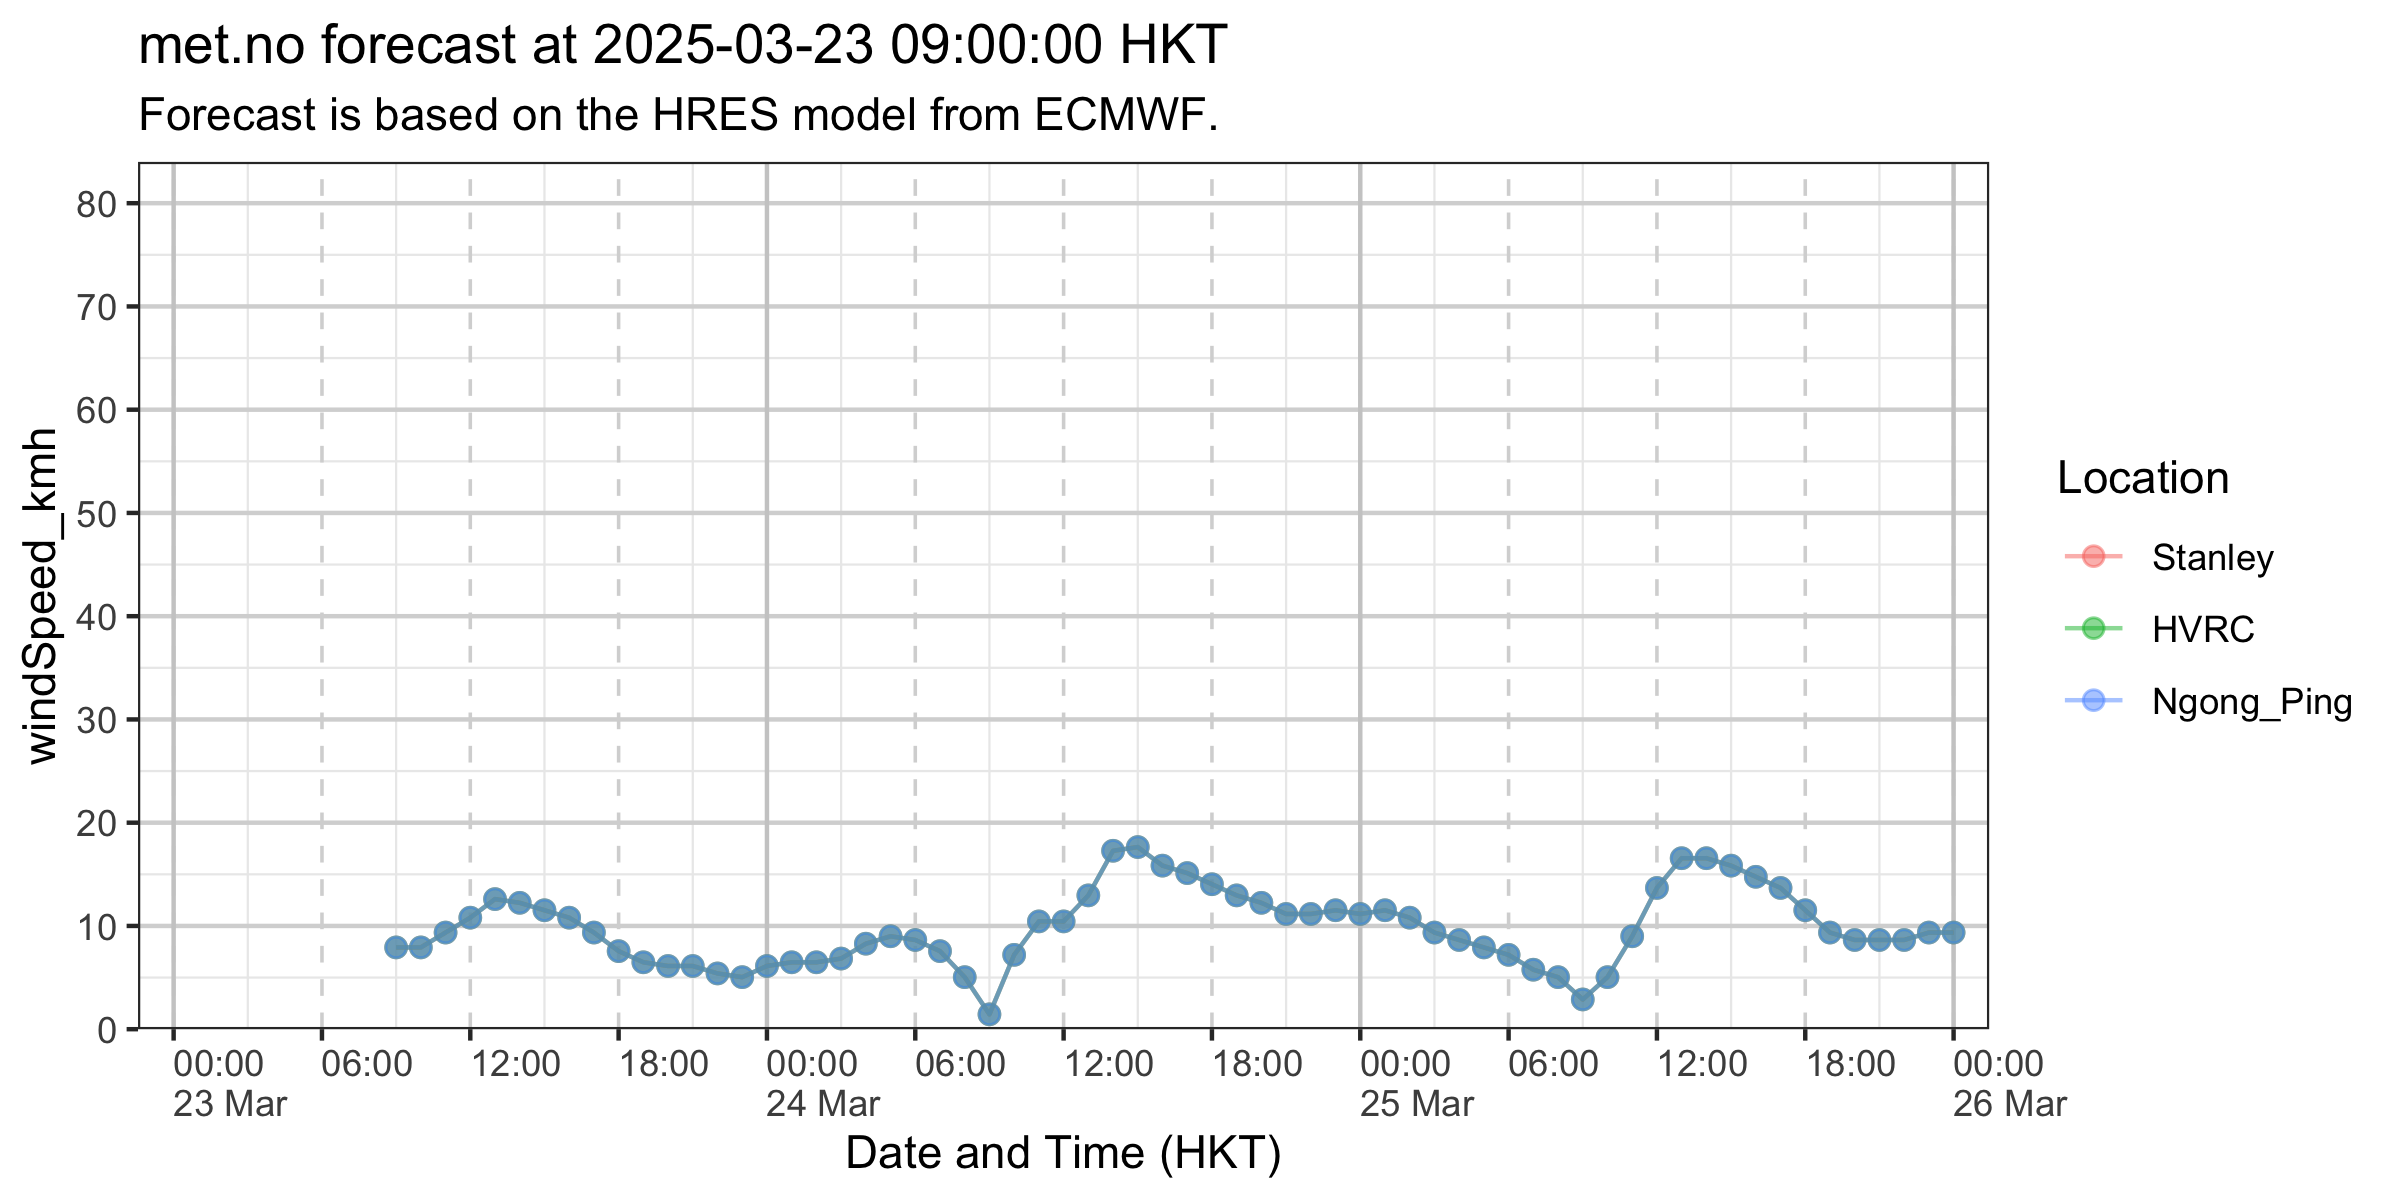 met.no forecast at 2025-03-23 09:00:00 HKT
Forecast is based on the HRES model from ECMWF.
windSpeed_kmh
80
70
60
50
40
30
20
10
0
00:00 06:00 12:00 18:00 00:00 06:00 12:00 18:00 00:00 06:00 12:00 18:00 00:00
23 Mar 24 Mar 25 Mar 26 Mar
Date and Time (HKT)
Location
Stanley
HVRC
Ngong_Ping